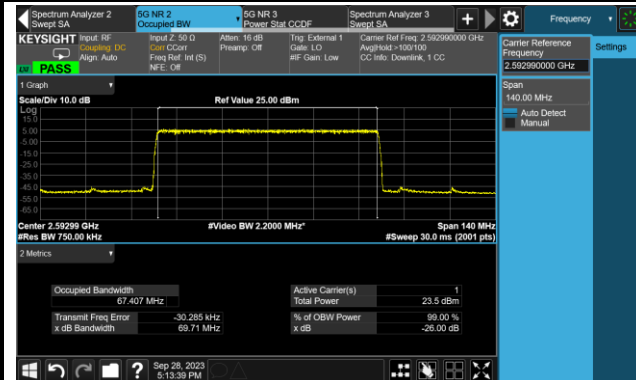 Spectrum Analyzer 2
Swept SA
5G NR 2
Occupied BW
5G NR 3
Power Stat CCDF
Spectrum Analyzer 3
Swept SA
Frequency
KEYSIGHT
Input: RF
Coupling: DC
Align: Auto
Input Z: 50 Ω
Corr CCorr
Freq Ref: Int (S)
NFE: Off
Atten: 16 dB
Preamp: Off
Trig: External 1
Gate: LO
#IF Gain: Low
Carrier Ref Freq: 2.592990000 GHz
Avg|Hold:>100/100
CC Info: Downlink, 1 CC
PASS
Carrier Reference
Frequency
2.592990000 GHz
Settings
Span
140.00 MHz
Auto Detect
Manual
1 Graph
Scale/Div 10.0 dB
Ref Value 25.00 dBm
Log
15.0
5.00
-5.00
-15.0
-25.0
-35.0
-45.0
-55.0
-65.0
Center 2.59299 GHz
#Video BW 2.2000 MHz*
Span 140 MHz
#Res BW 750.00 kHz
#Sweep 30.0 ms (2001 pts)
2 Metrics
Occupied Bandwidth
67.407 MHz
Active Carrier(s) 1
Total Power 23.5 dBm
Transmit Freq Error -30.285 kHz
x dB Bandwidth 69.71 MHz
% of OBW Power 99.00 %
x dB -26.00 dB
?
Sep 28, 2023
5:13:39 PM